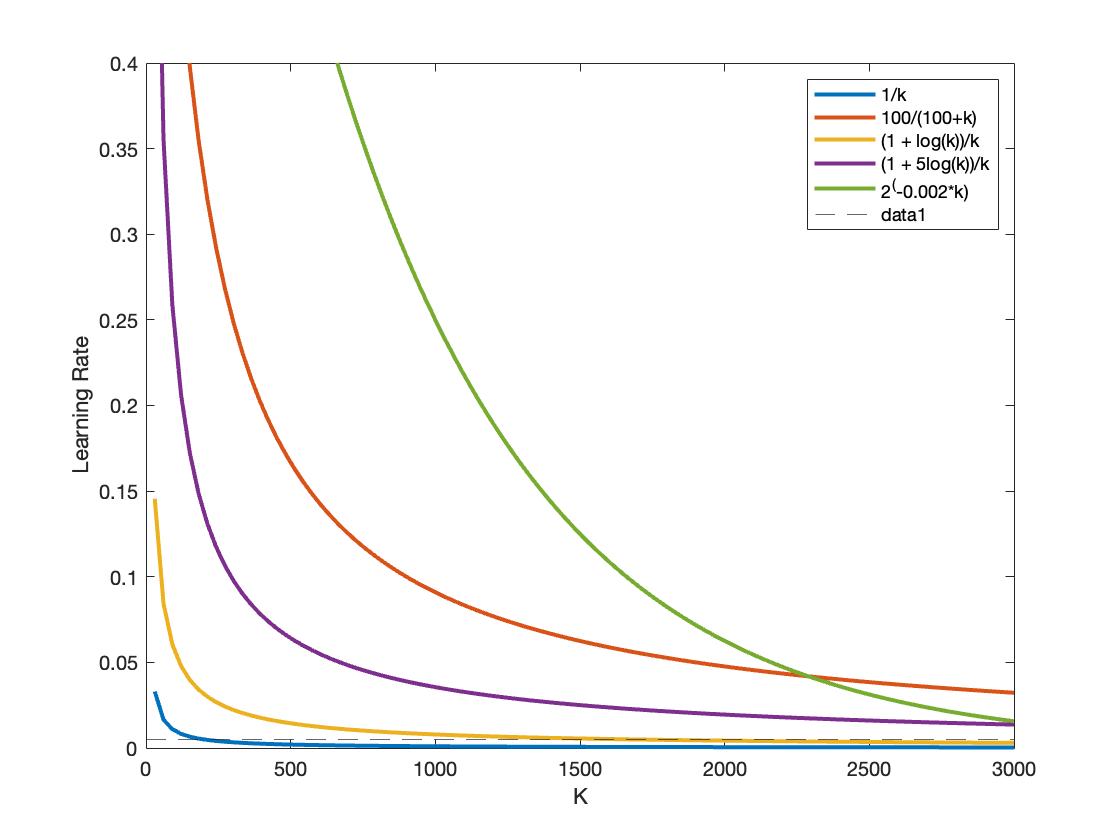 0.4
0.35
0.3
0.25
0.2
0.15
0.1
0.05
0
Learning Rate
0 500 1000 1500 2000 2500 3000
K
1/k
100/(100+k)
(1 + log(k))/k
(1 + 5log(k))/k
2^(-0.002*k)
data1